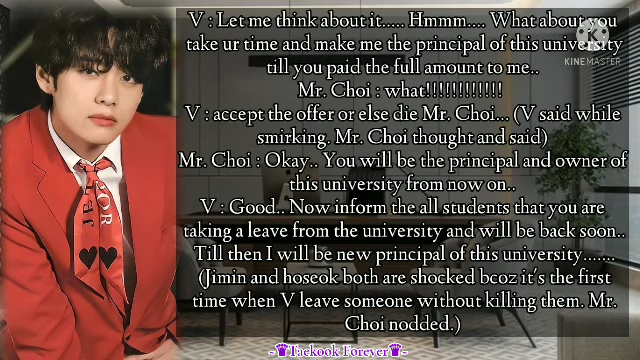 V : Let me think about it..... Hmmm.... What about you
take ur time and make me the principal of this university
till you paid the full amount to me..
Mr. Choi : what!!!!!!!!!!!!
V : accept the offer or else die Mr. Choi... (V said while
smirking. Mr. Choi thought and said)
Mr. Choi : Okay.. You will be the principal and owner of
this university from now on..
V : Good.. Now inform the all students that you are
taking a leave from the university and will be back soon..
Till then I will be new principal of this university.......
(Jimin and hoseok both are shocked bcoz it's the first
time when V leave someone without killing them. Mr.
Choi nodded.)
KINEMASTER
~♛Taekook Forever♛~